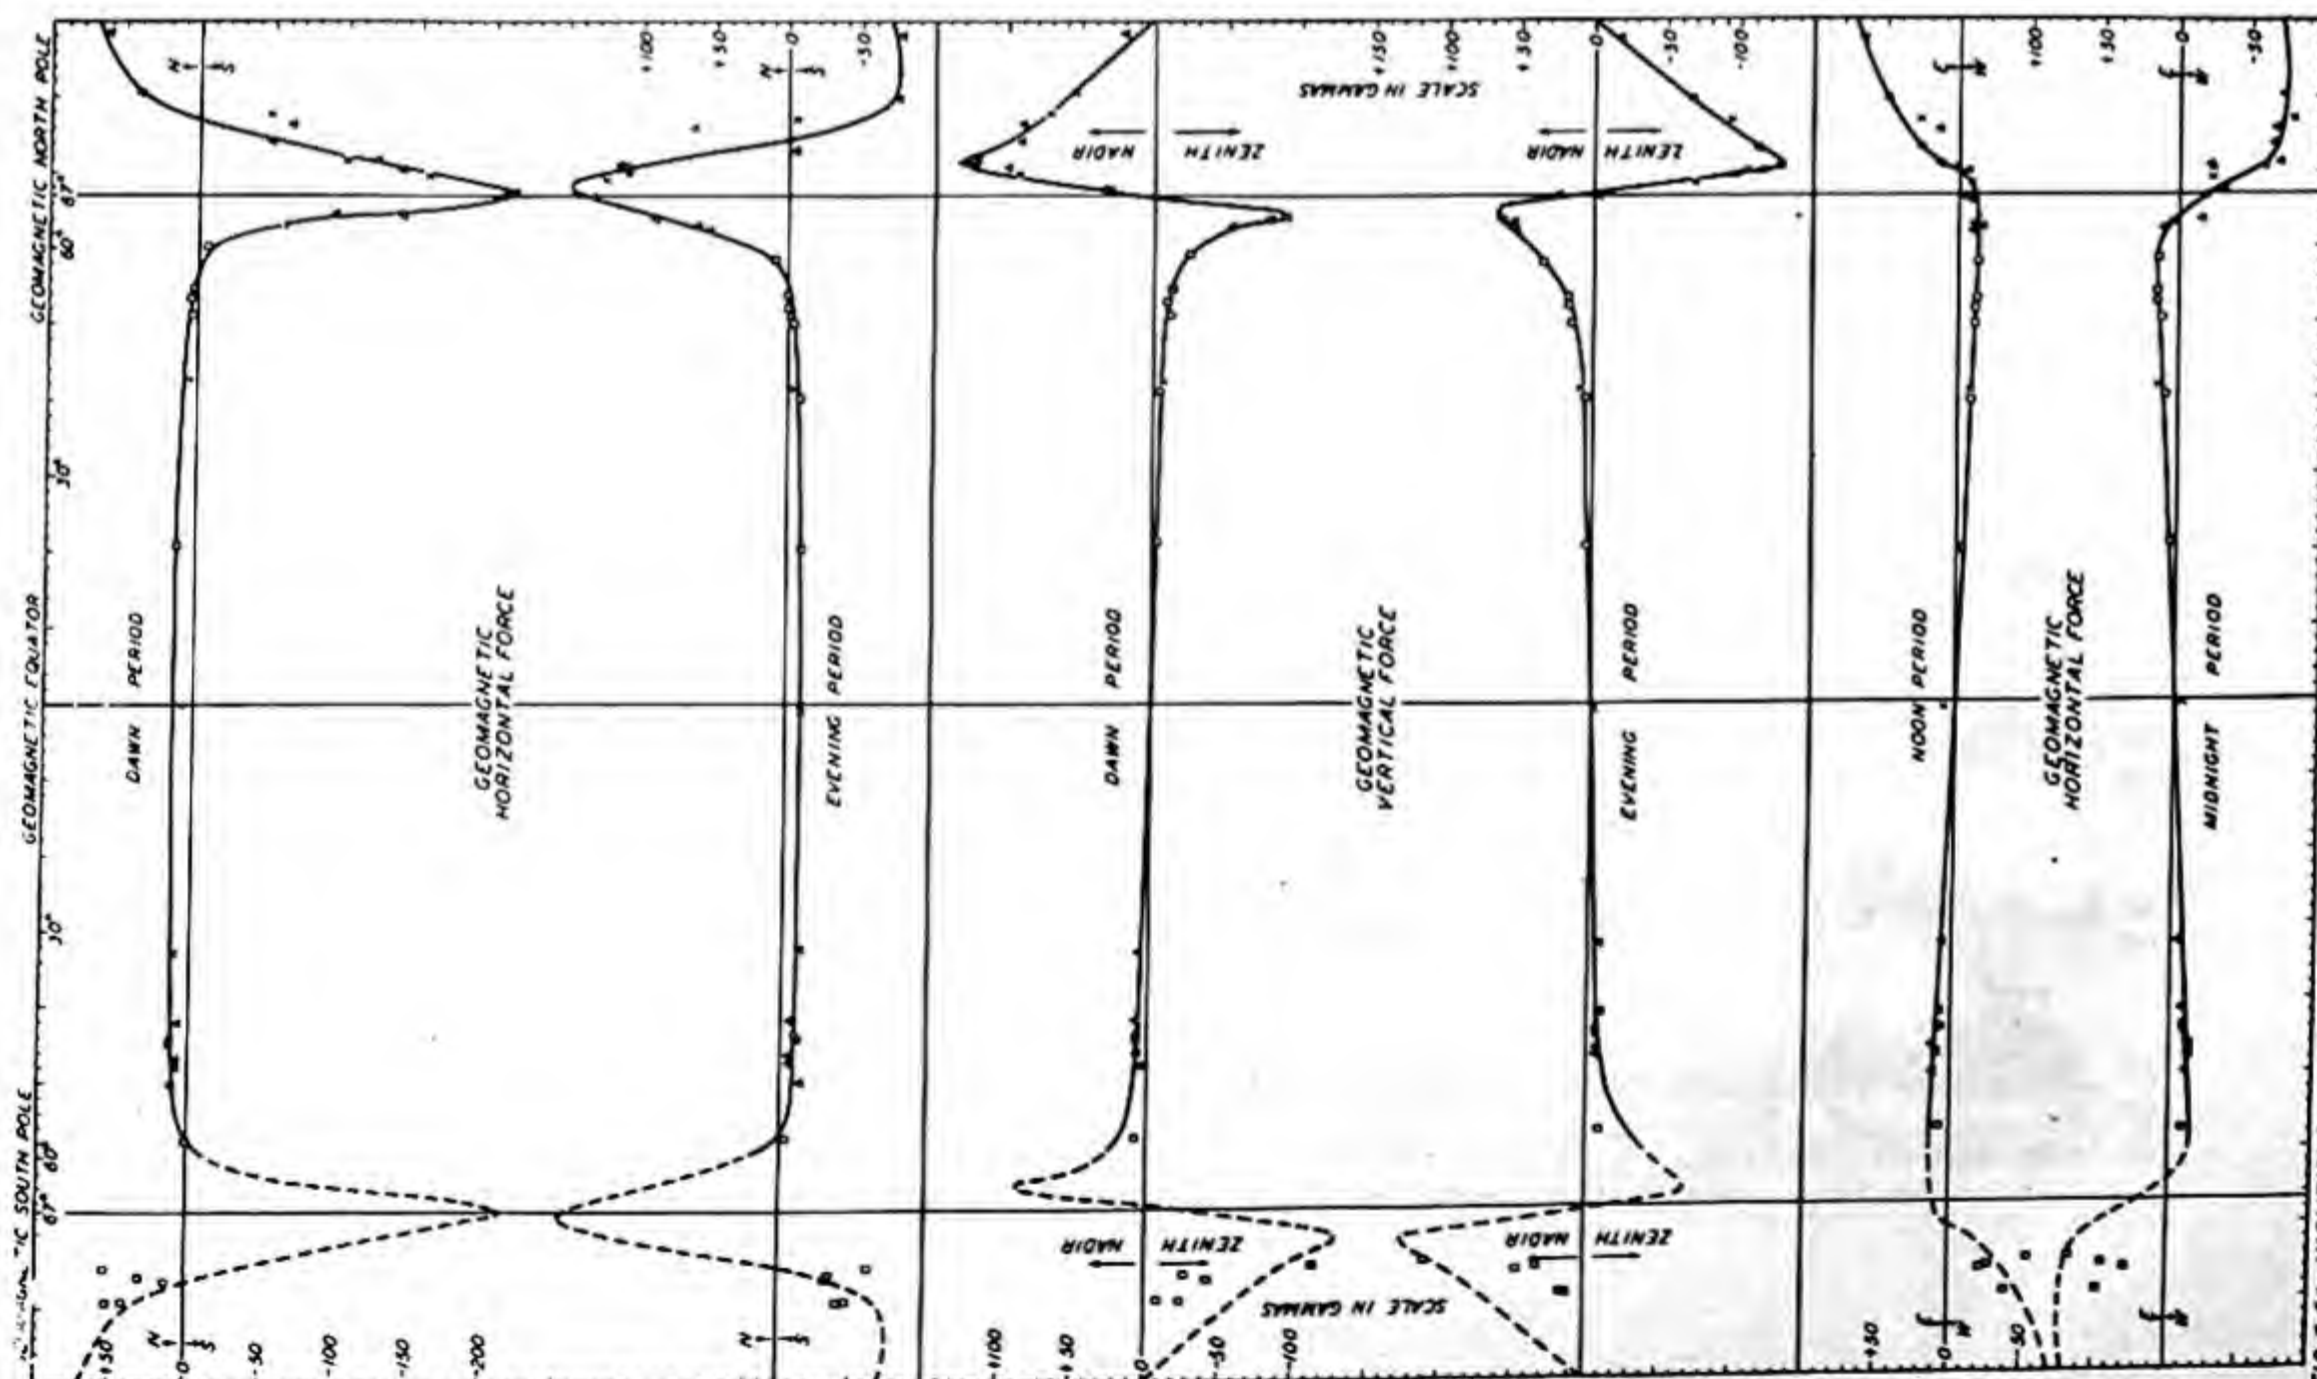 GEOMAGNETIC NORTH POLE
GEOMAGNETIC EQUATOR
SOUTH POLE
67°
60°
30°
30°
60°
67°
N
S
+100
+50
0
-50
N
S
DAWN PERIOD
GEOMAGNETIC
HORIZONTAL FORCE
EVENING PERIOD
+50
0
-50
-100
-150
-200
N
S
N
S
NADIR
ZENITH
SCALE IN GAMMAS
+150
+100
+50
0
-50
-100
NADIR
ZENITH
DAWN PERIOD
GEOMAGNETIC
VERTICAL FORCE
EVENING PERIOD
NADIR
ZENITH
SCALE IN GAMMAS
+100
+50
0
-50
-100
NADIR
ZENITH
+100
+50
0
-50
NOON PERIOD
GEOMAGNETIC
HORIZONTAL FORCE
MIDNIGHT PERIOD
+50
0
-50